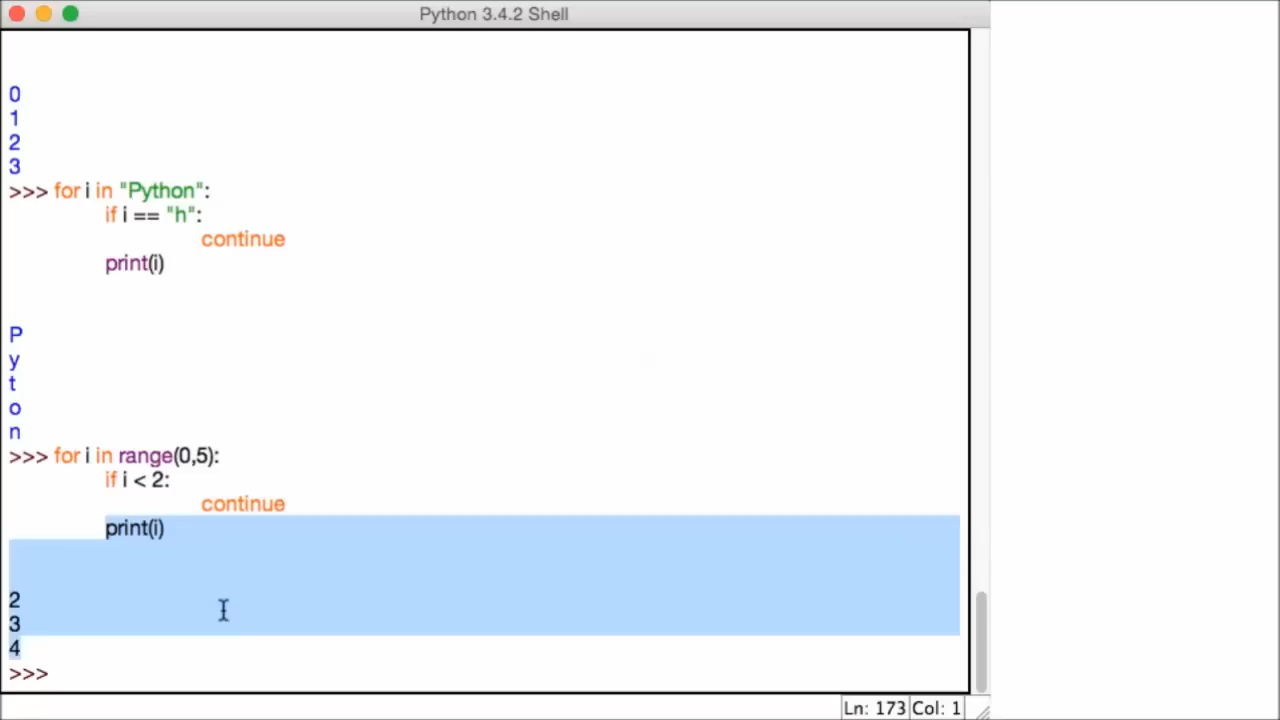 Python 3.4.2 Shell
0
1
2
3
>>> for i in "Python":
if i == "h":
continue
print(i)
P
y
t
o
n
>>> for i in range(0,5):
if i < 2:
continue
print(i)
2
3
4
>>>
Ln: 173 Col: 1